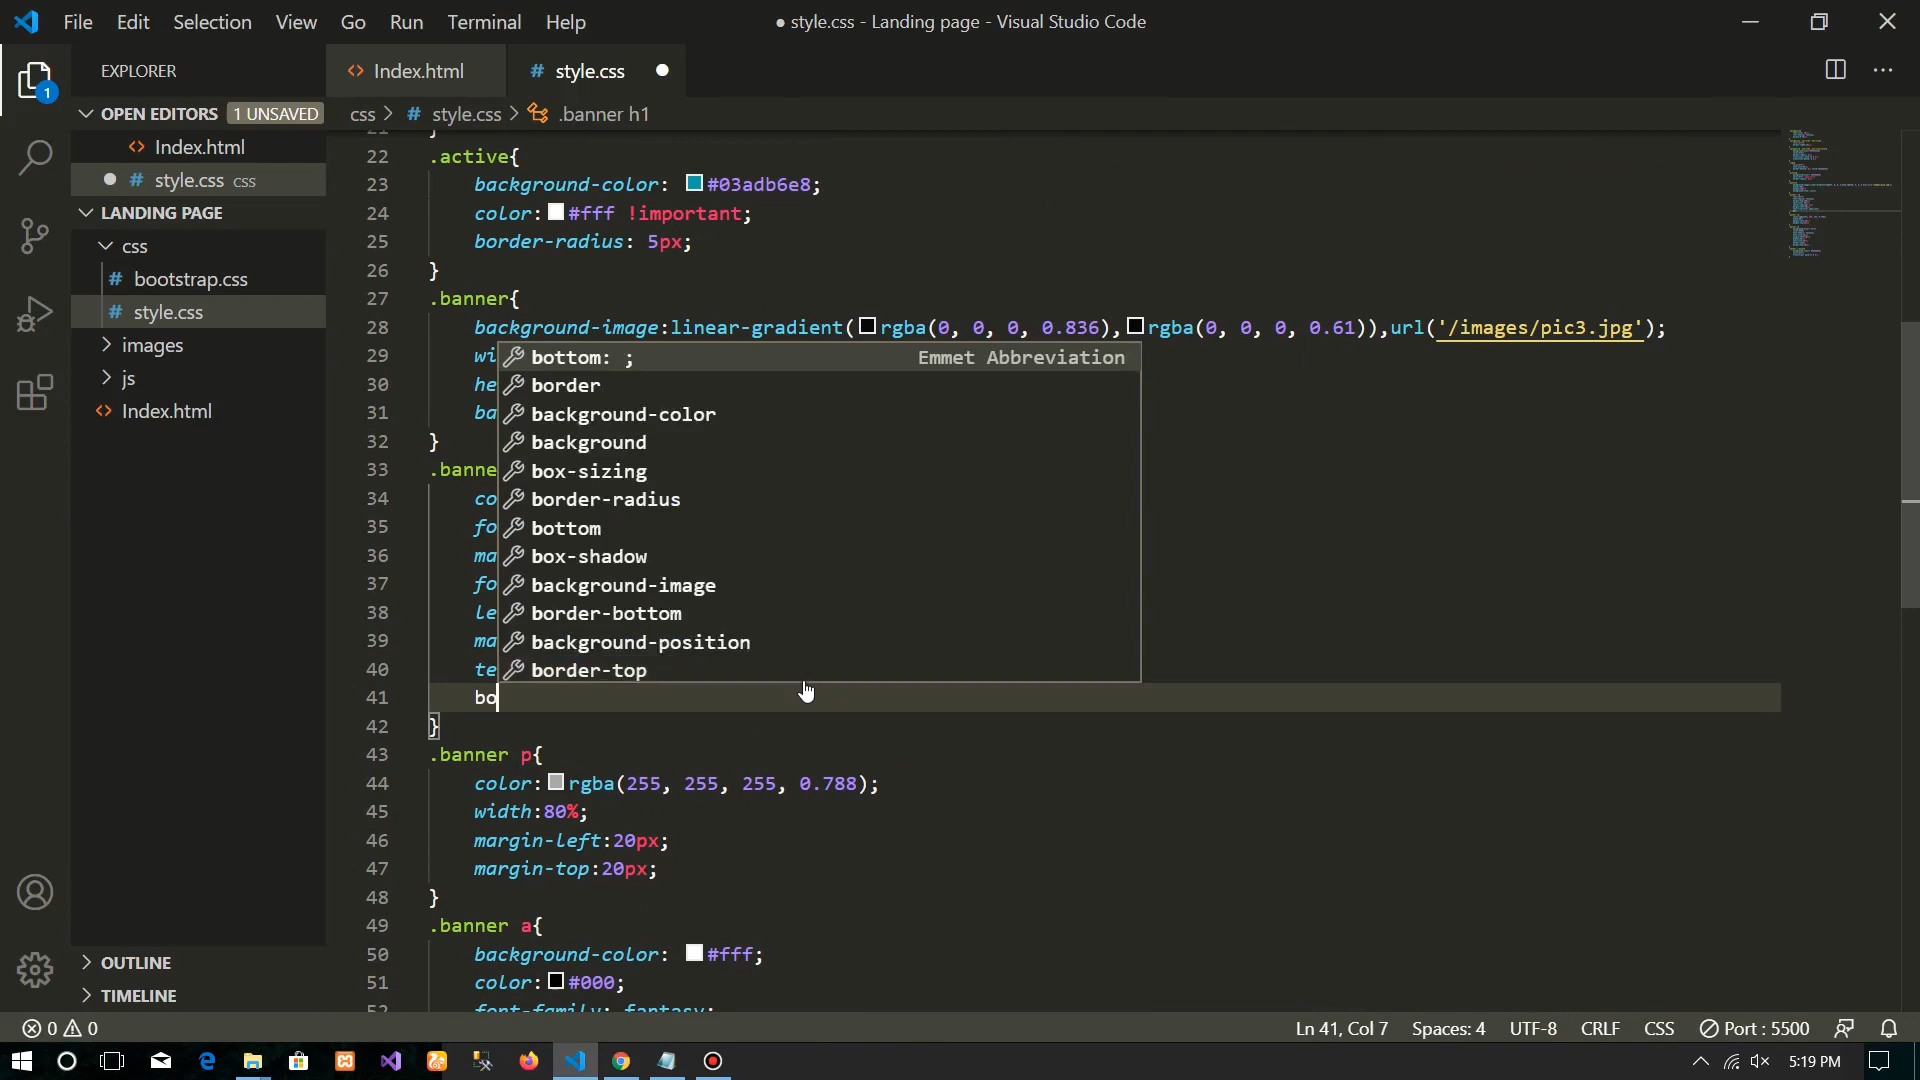 File Edit Selection View Go Run Terminal Help
● style.css - Landing page - Visual Studio Code
EXPLORER
Index.html
# style.css
OPEN EDITORS 1 UNSAVED
css > # style.css > .banner h1
Index.html
# style.css css
LANDING PAGE
css
# bootstrap.css
# style.css
images
js
Index.html
OUTLINE
TIMELINE
1
22 .active{
23 background-color: #03adb6e8;
24 color: #fff !important;
25 border-radius: 5px;
26 }
27 .banner{
28 background-image:linear-gradient(rgba(0, 0, 0, 0.836),rgba(0, 0, 0, 0.61)),url('/images/pic3.jpg');
29 wi
30 he
31 ba
32 }
33 .banne
34 co
35 fo
36 ma
37 fo
38 le
39 ma
40 te
41 bo
42 }
43 .banner p{
44 color:rgba(255, 255, 255, 0.788);
45 width:80%;
46 margin-left:20px;
47 margin-top:20px;
48 }
49 .banner a{
50 background-color: #fff;
51 color:#000;
52 font-family: fantasy;
bottom: ; Emmet Abbreviation
border
background-color
background
box-sizing
border-radius
bottom
box-shadow
background-image
border-bottom
background-position
border-top
0 0
Ln 41, Col 7 Spaces: 4 UTF-8 CRLF CSS Port : 5500
5:19 PM